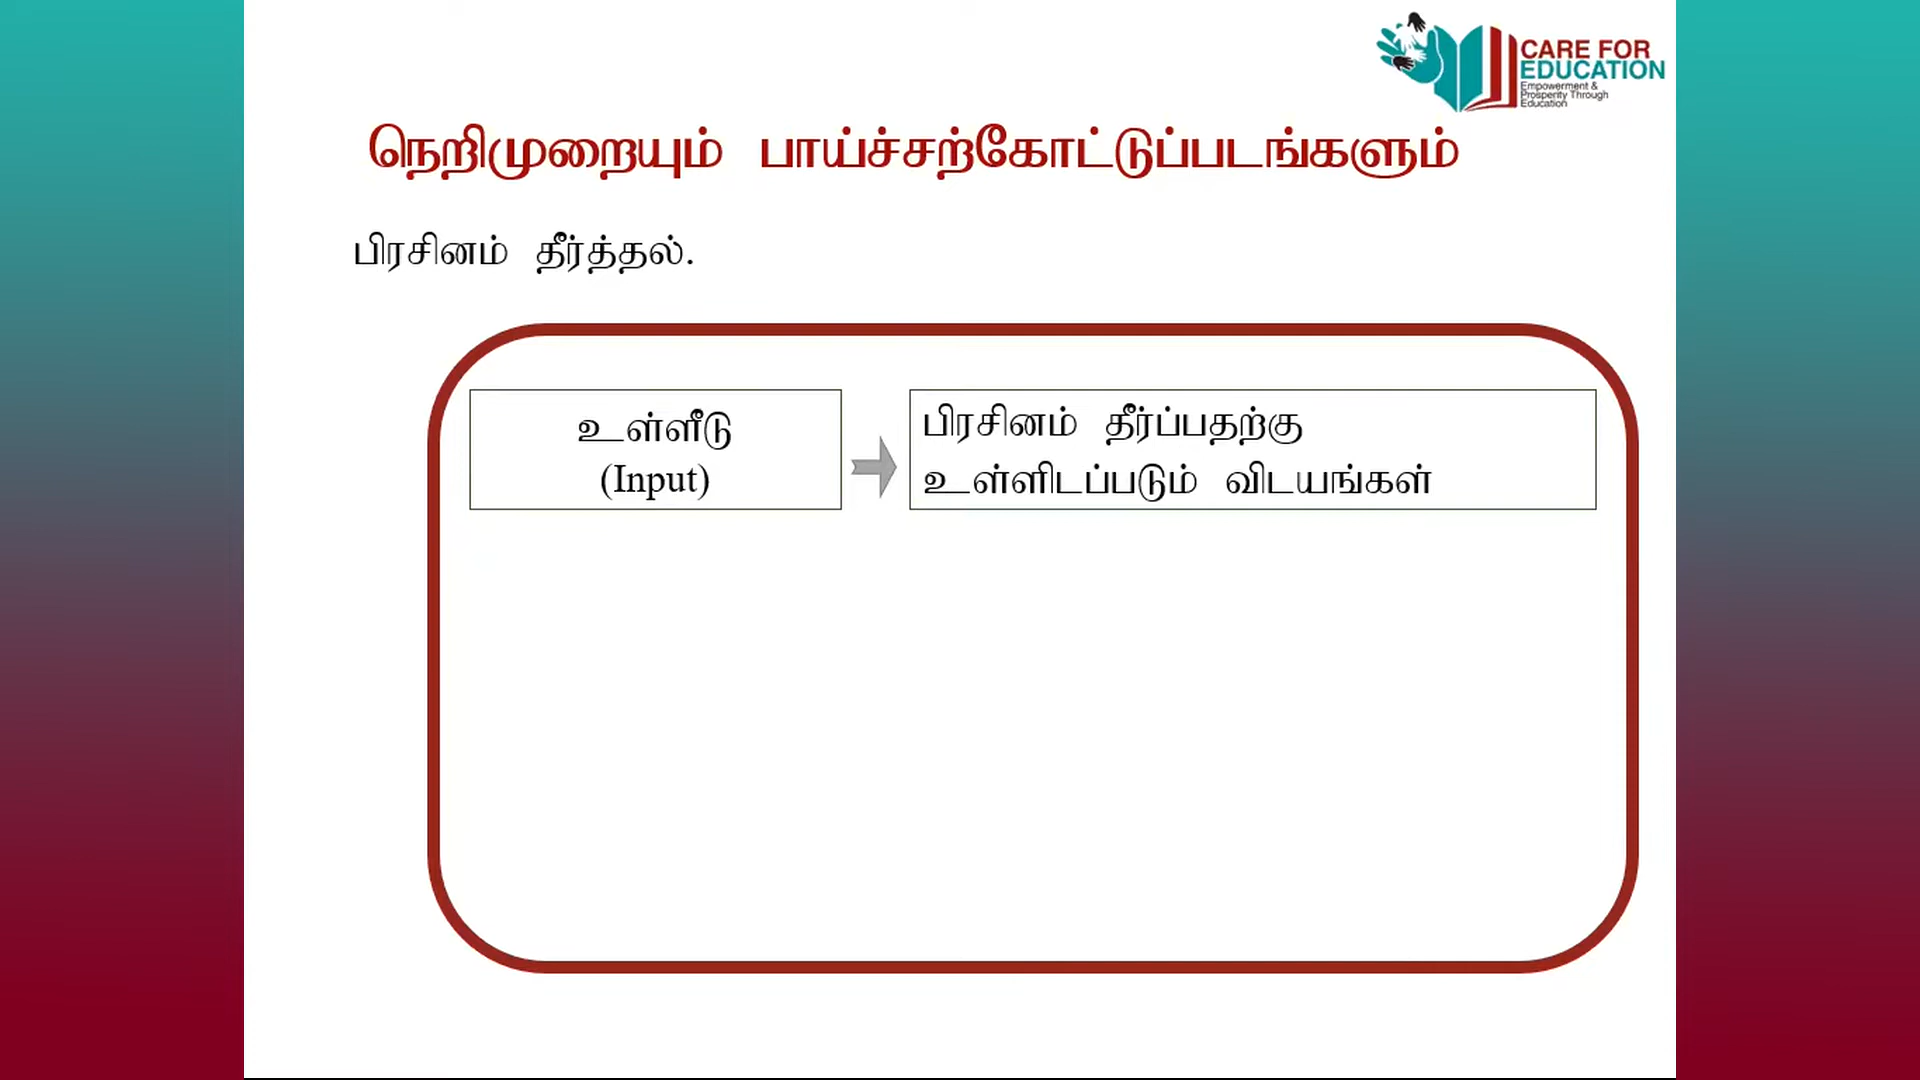 CARE FOR
EDUCATION
Empowerment &
Prosperity Through
Education
நெறிமுறையும் பாய்ச்சற்கோட்டுப்படங்களும்
பிரசினம் தீர்த்தல்.
உள்ளீடு
(Input)
பிரசினம் தீர்ப்பதற்கு
உள்ளிடப்படும் விடயங்கள்